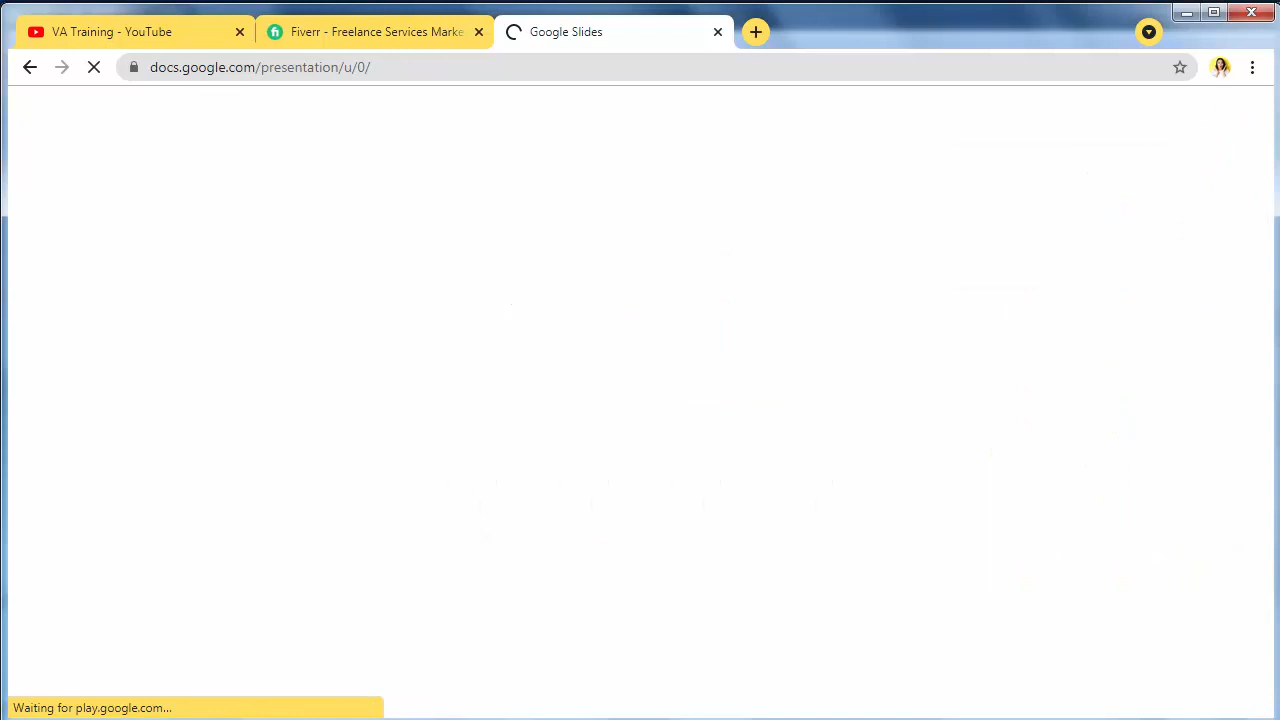 VA Training - YouTube
Fiverr - Freelance Services Marke
Google Slides
docs.google.com/presentation/u/0/
Waiting for play.google.com...